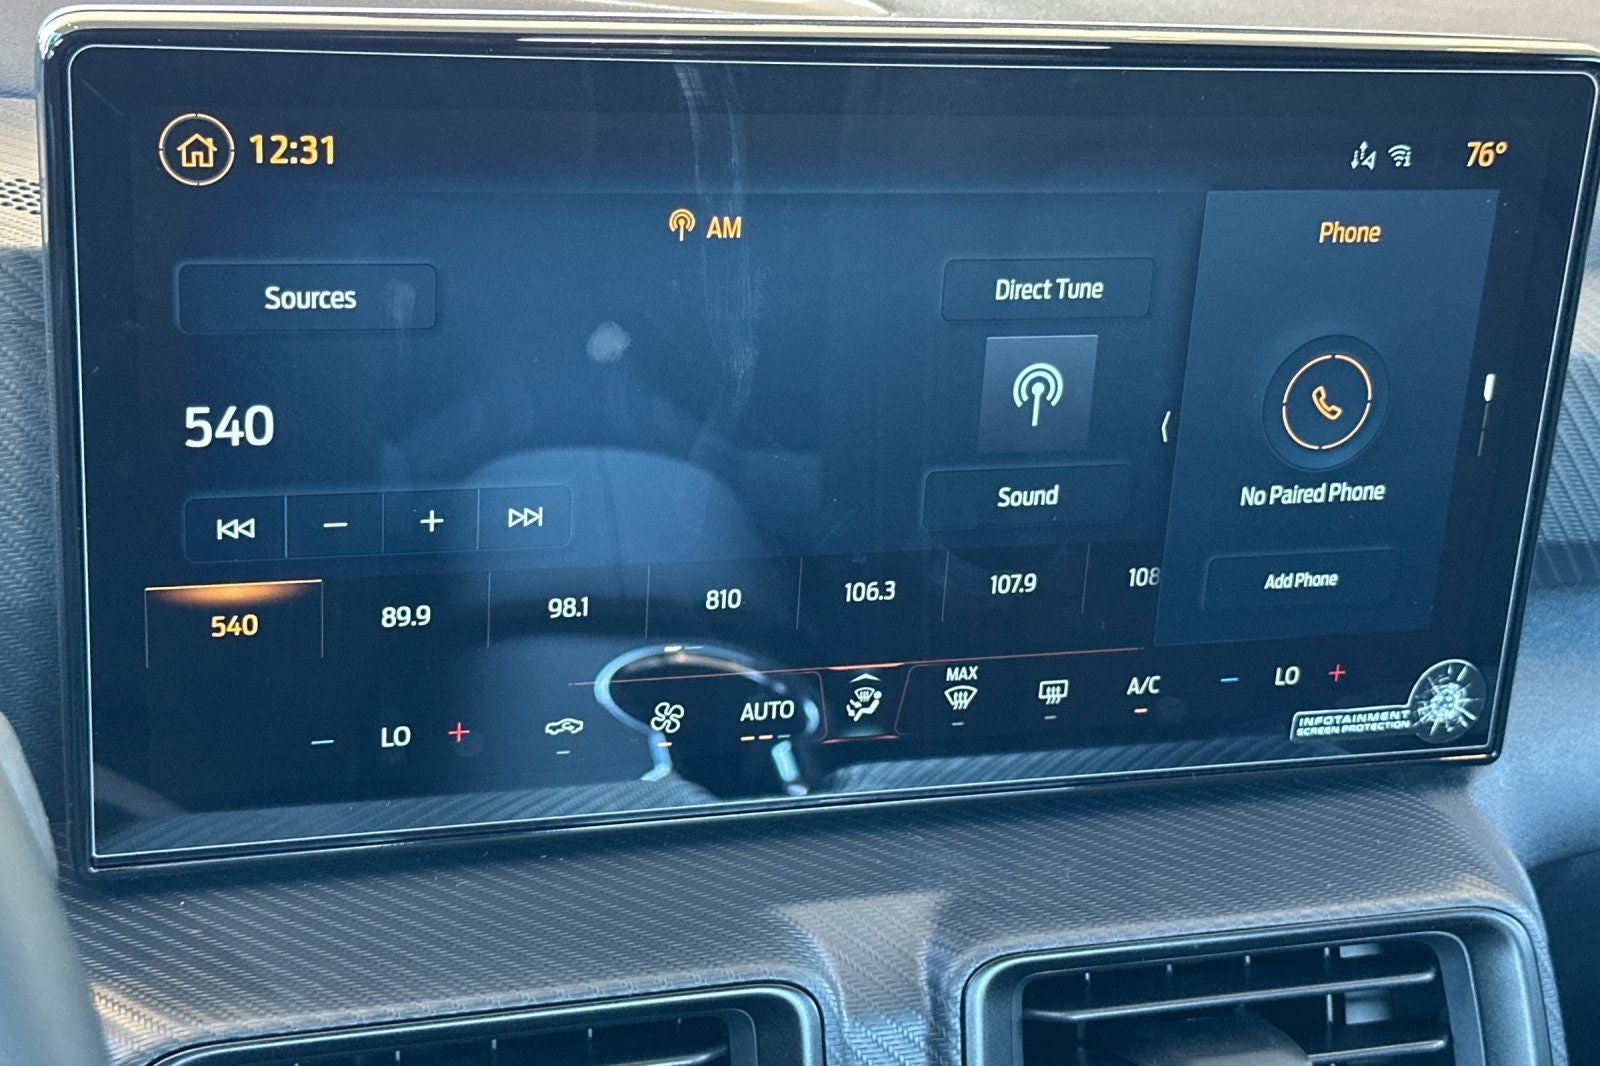 12:31
76°
AM
Phone
Sources
Direct Tune
540
Sound
No Paired Phone
Add Phone
540
89.9
98.1
810
106.3
107.9
108
LO
AUTO
MAX
A/C
LO
INFOTAINMENT
SCREEN PROTECTION